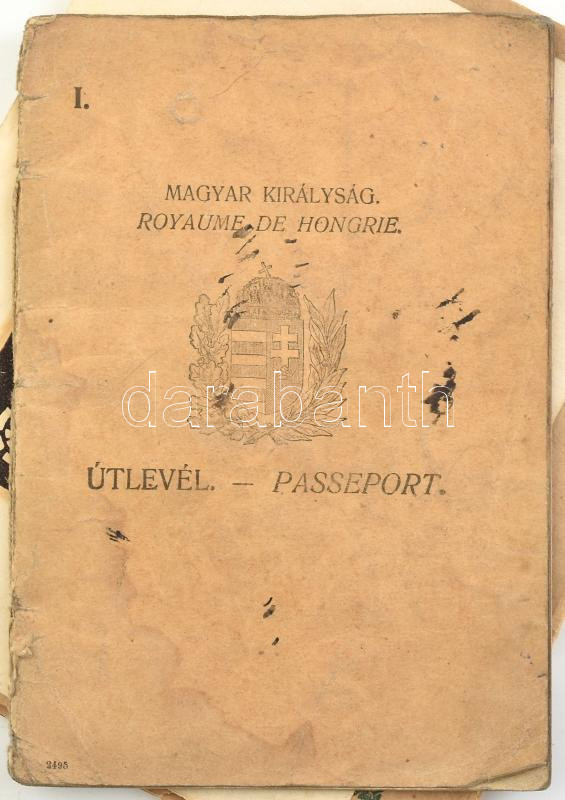 I.
MAGYAR KIRÁLYSÁG.
ROYAUME DE HONGRIE.
darabanth
ÚTLEVÉL. — PASSEPORT.
2495